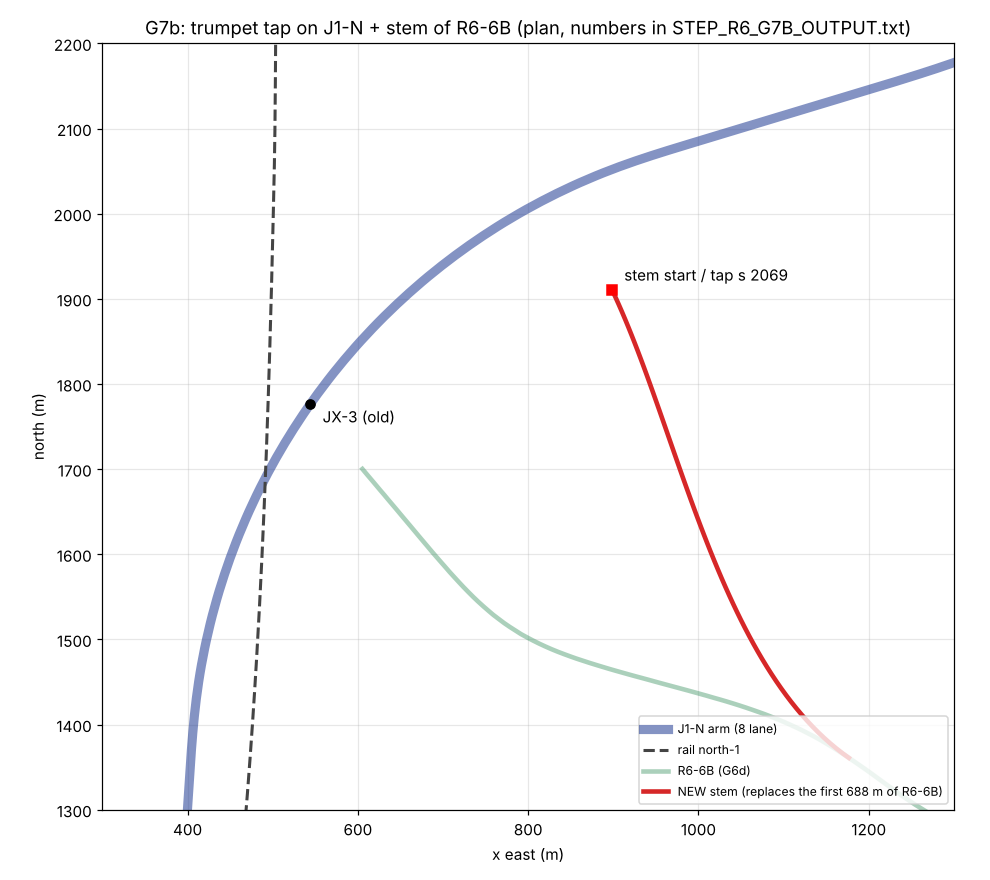 G7b: trumpet tap on J1-N + stem of R6-6B (plan, numbers in STEP_R6_G7B_OUTPUT.txt)
2200
2100
2000
1900
1800
1700
1600
1500
1400
1300
north (m)
stem start / tap s 2069
JX-3 (old)
J1-N arm (8 lane)
rail north-1
R6-6B (G6d)
NEW stem (replaces the first 688 m of R6-6B)
400
600
800
1000
1200
x east (m)